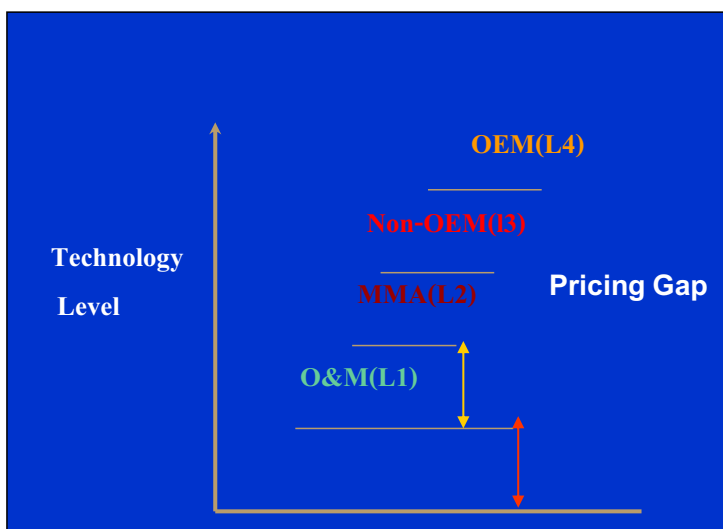 OEM(L4)
Non-OEM(l3)
Technology
Level
MMA(L2)
Pricing Gap
O&M(L1)